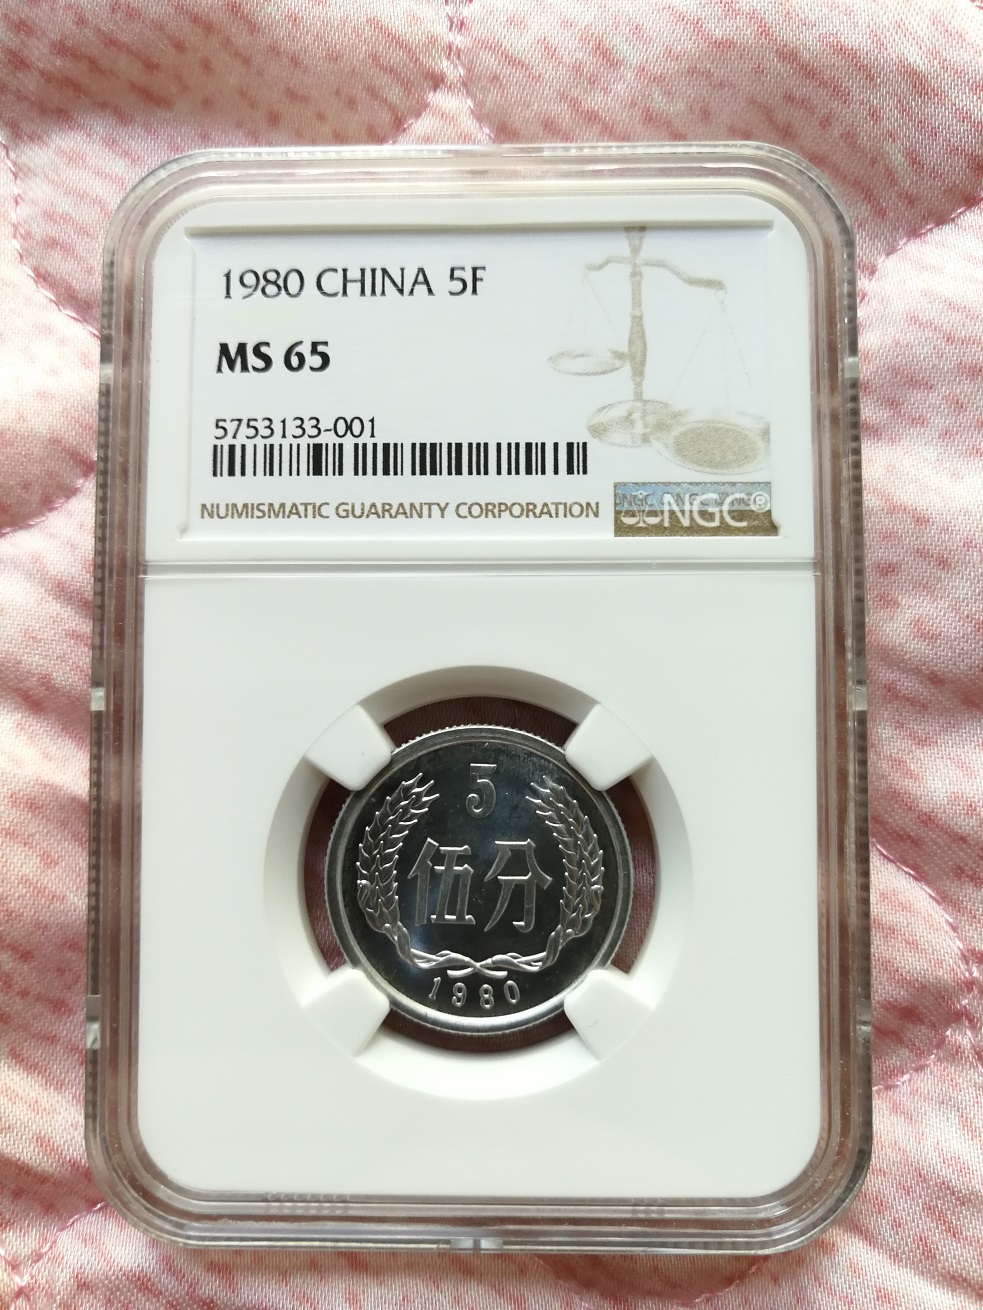 1980 CHINA 5F
MS 65
5753133-001
NUMISMATIC GUARANTY CORPORATION
NGC®
5
伍分
1980